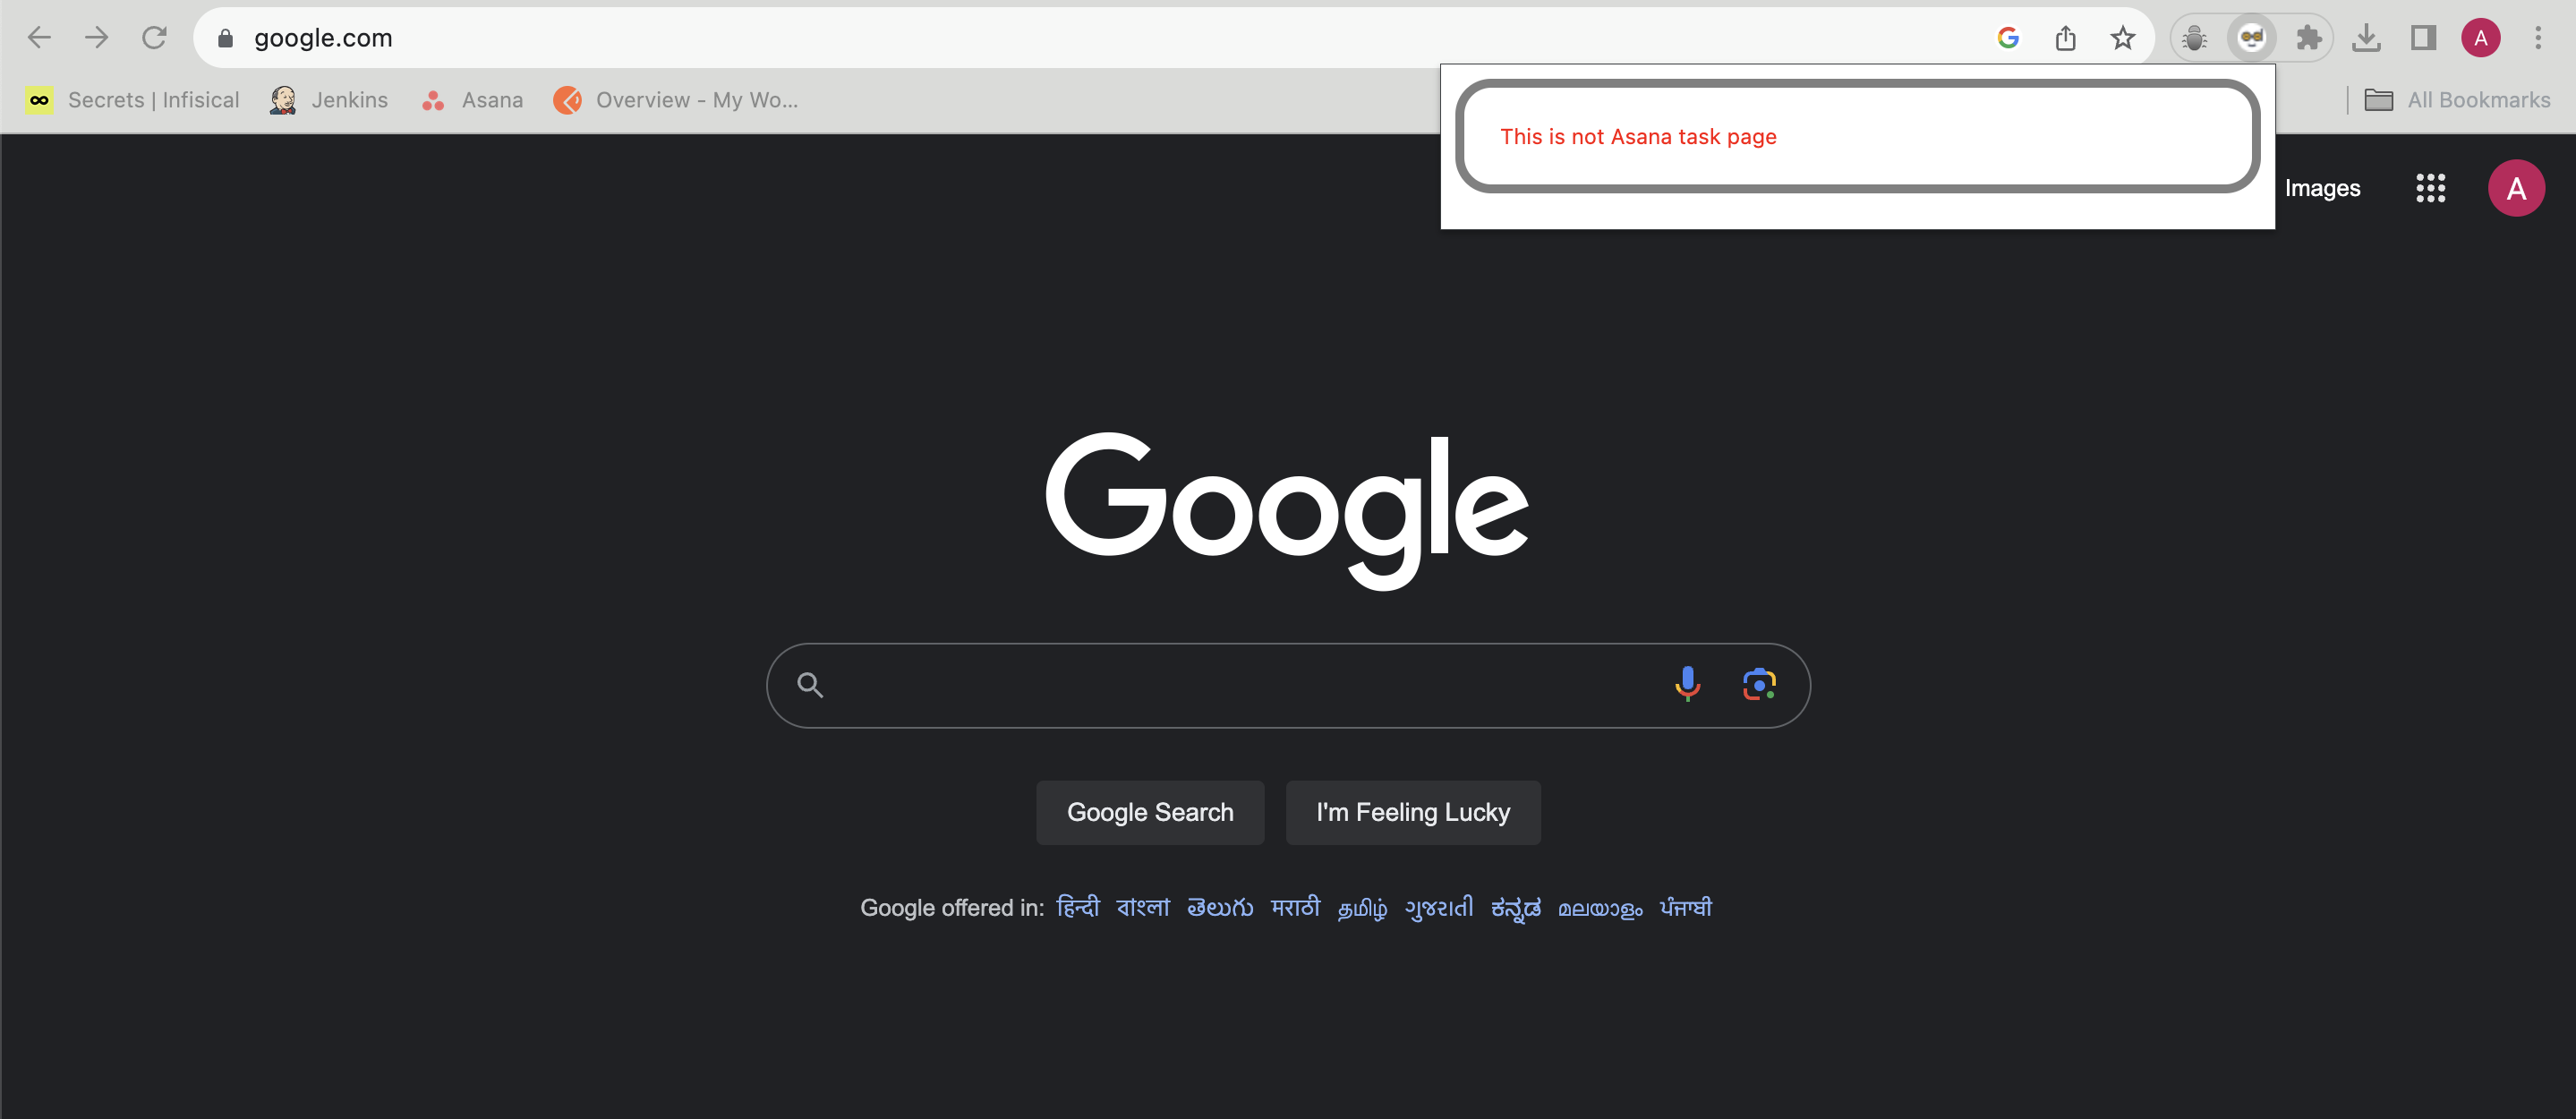 google.com
Secrets | Infisical Jenkins Asana Overview - My Wo... All Bookmarks
This is not Asana task page
Images
A
A
Google
Google Search I'm Feeling Lucky
Google offered in: हिन्दी বাংলা తెలుగు मराठी தமிழ் ગુજરાતી ಕನ್ನಡ മലയാളം ਪੰਜਾਬੀ